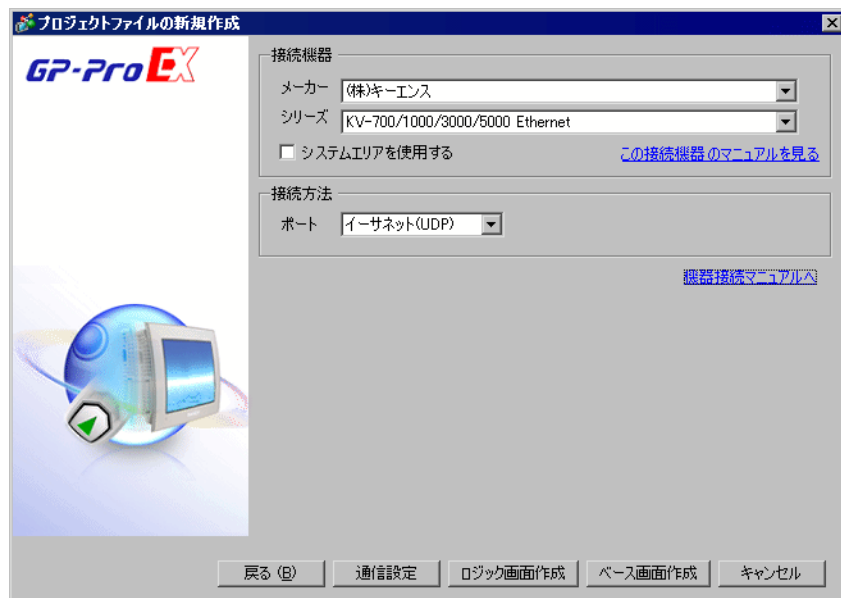 プロジェクトファイルの新規作成
GP-Pro EX
接続機器
メーカー (株)キーエンス
シリーズ KV-700/1000/3000/5000 Ethernet
システムエリアを使用する この接続機器のマニュアルを見る
接続方法
ポート イーサネット(UDP)
機器接続マニュアルへ
戻る (B) 通信設定 ロジック画面作成 ベース画面作成 キャンセル